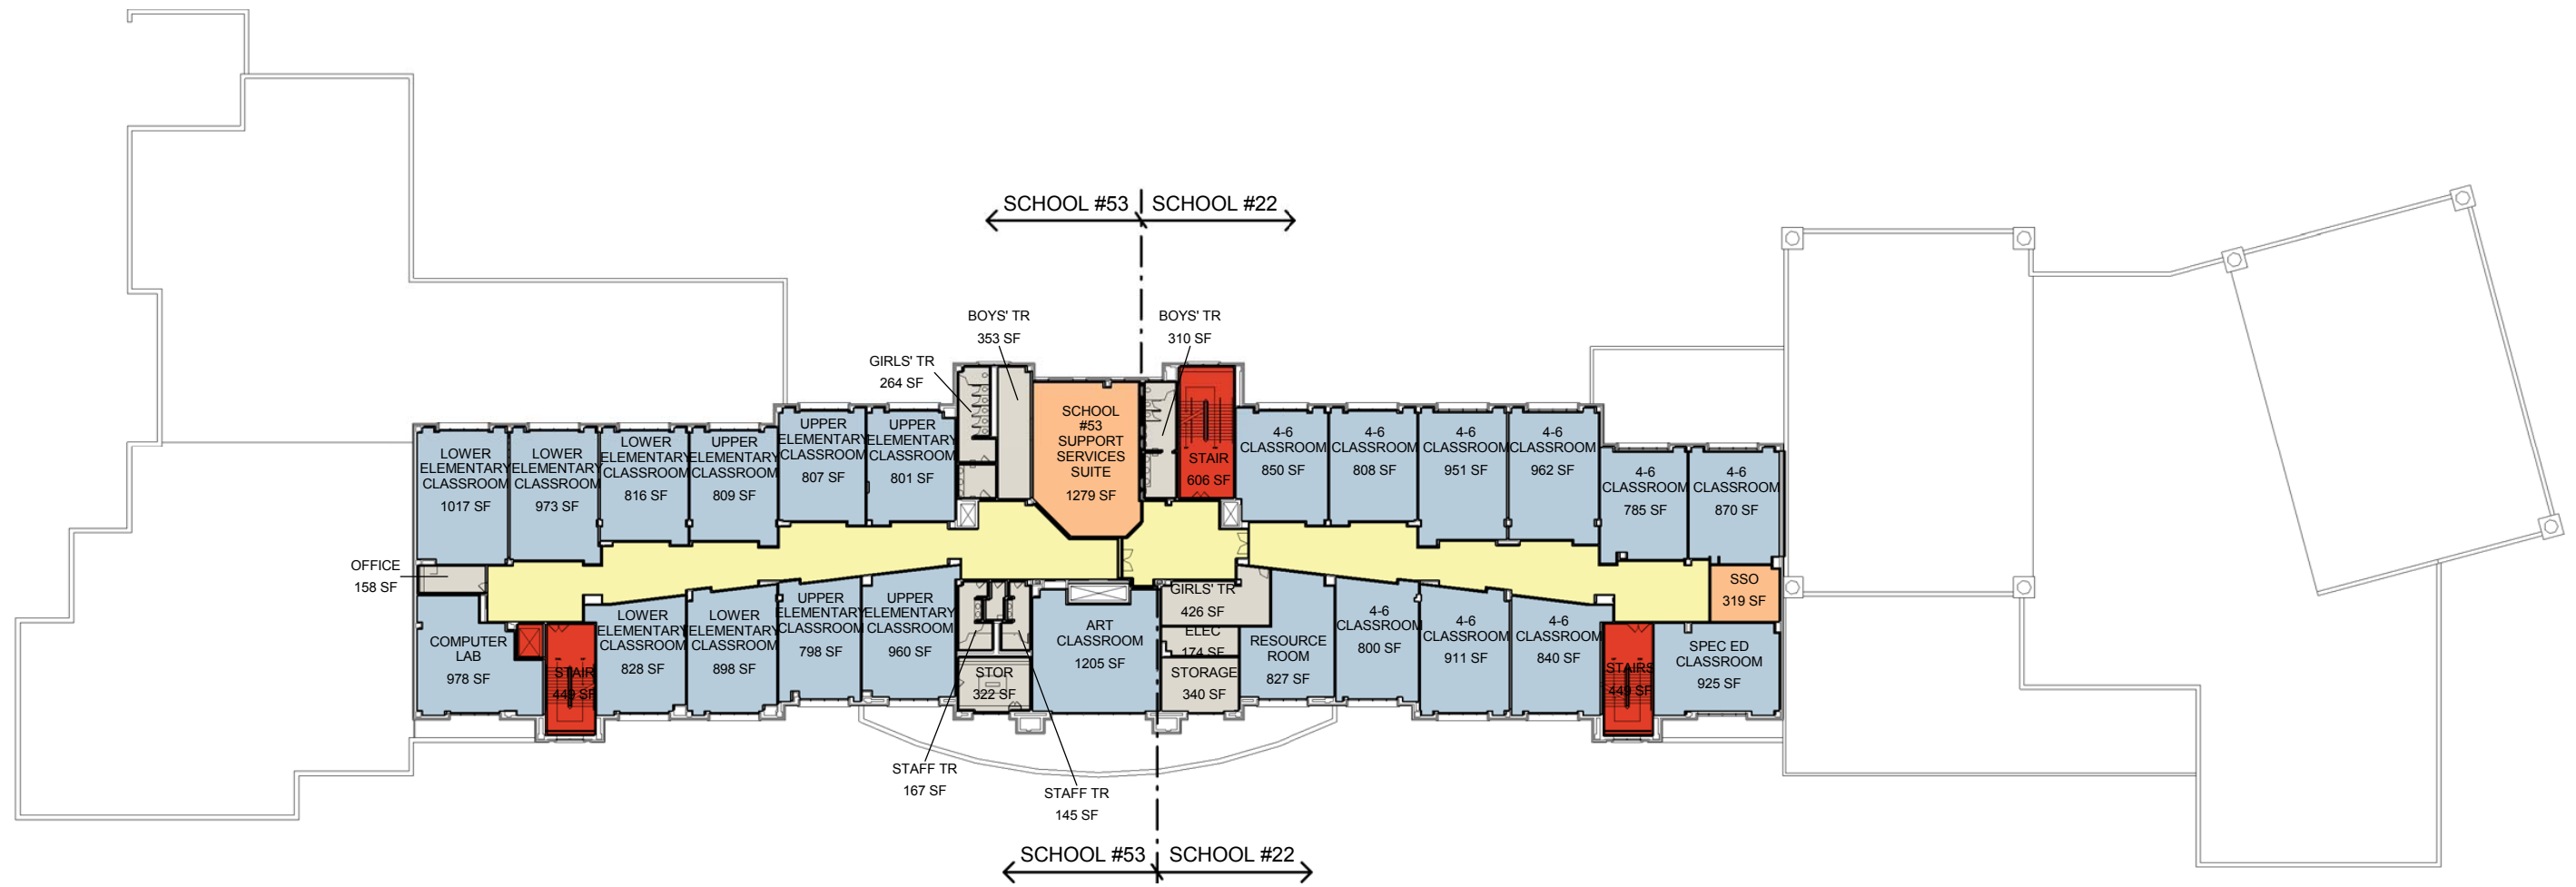 SCHOOL #53
SCHOOL #22
BOYS' TR
353 SF
BOYS' TR
310 SF
GIRLS' TR
264 SF
LOWER
ELEMENTARY
CLASSROOM
1017 SF
LOWER
ELEMENTARY
CLASSROOM
973 SF
LOWER
ELEMENTARY
CLASSROOM
816 SF
UPPER
ELEMENTARY
CLASSROOM
809 SF
UPPER
ELEMENTARY
CLASSROOM
807 SF
UPPER
ELEMENTARY
CLASSROOM
801 SF
SCHOOL
#53
SUPPORT
SERVICES
SUITE
1279 SF
STAIR
606 SF
4-6
CLASSROOM
850 SF
4-6
CLASSROOM
808 SF
4-6
CLASSROOM
951 SF
4-6
CLASSROOM
962 SF
4-6
CLASSROOM
785 SF
4-6
CLASSROOM
870 SF
OFFICE
158 SF
SSO
319 SF
COMPUTER
LAB
978 SF
STAIR
449 SF
LOWER
ELEMENTARY
CLASSROOM
828 SF
LOWER
ELEMENTARY
CLASSROOM
898 SF
UPPER
ELEMENTARY
CLASSROOM
798 SF
UPPER
ELEMENTARY
CLASSROOM
960 SF
STOR
322 SF
ART
CLASSROOM
1205 SF
GIRLS' TR
426 SF
ELEC
174 SF
STORAGE
340 SF
RESOURCE
ROOM
827 SF
4-6
CLASSROOM
800 SF
4-6
CLASSROOM
911 SF
4-6
CLASSROOM
840 SF
STAIRS
449 SF
SPEC ED
CLASSROOM
925 SF
STAFF TR
167 SF
STAFF TR
145 SF
SCHOOL #53
SCHOOL #22